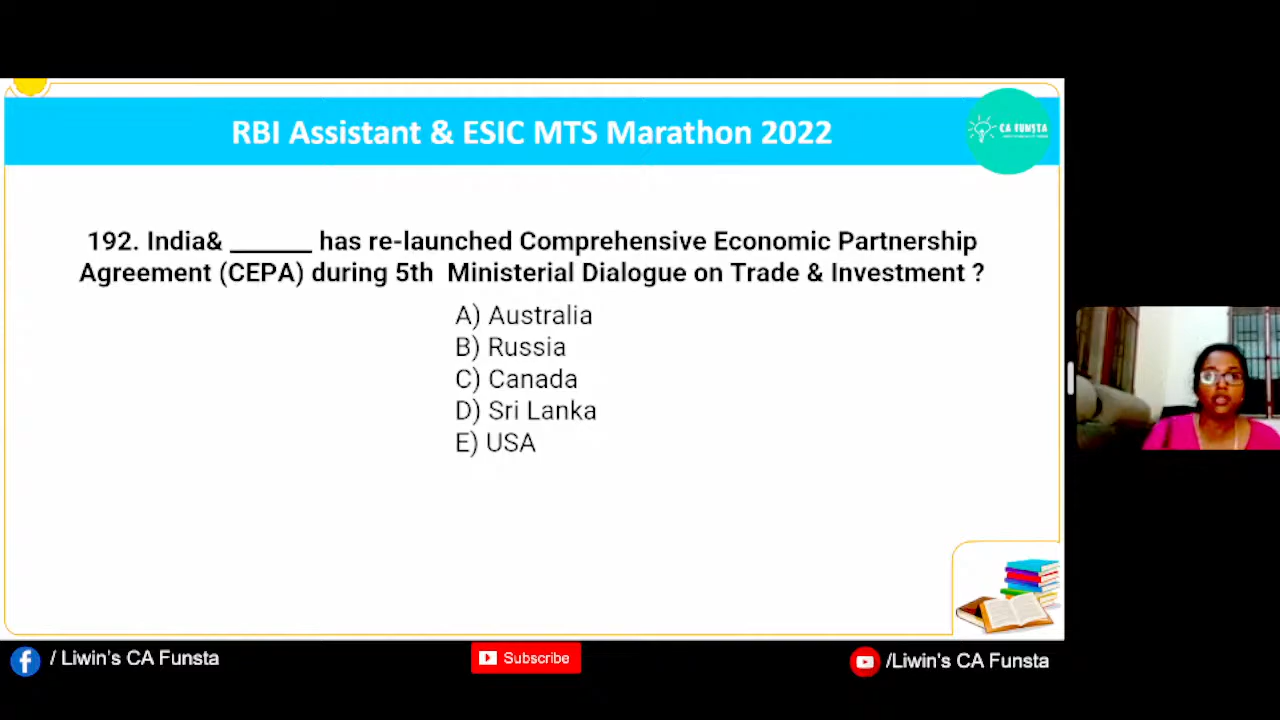 RBI Assistant & ESIC MTS Marathon 2022
CA FUNSTA
192. India& ______ has re-launched Comprehensive Economic Partnership
Agreement (CEPA) during 5th Ministerial Dialogue on Trade & Investment ?
A) Australia
B) Russia
C) Canada
D) Sri Lanka
E) USA
/ Liwin's CA Funsta
Subscribe
/Liwin's CA Funsta